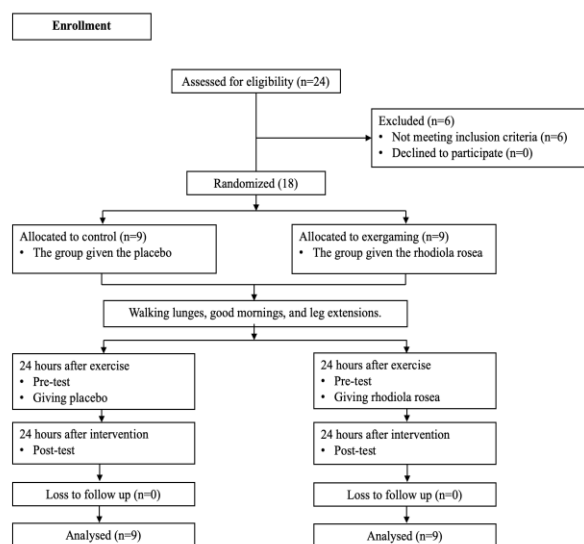 Enrollment
Assessed for eligibility (n=24)
Excluded (n=6)
• Not meeting inclusion criteria (n=6)
• Declined to participate (n=0)
Randomized (18)
Allocated to control (n=9)
• The group given the placebo
Allocated to exergaming (n=9)
• The group given the rhodiola rosea
Walking lunges, good mornings, and leg extensions.
24 hours after exercise
• Pre-test
• Giving placebo
24 hours after exercise
• Pre-test
• Giving rhodiola rosea
24 hours after intervention
• Post-test
24 hours after intervention
• Post-test
Loss to follow up (n=0)
Loss to follow up (n=0)
Analysed (n=9)
Analysed (n=9)